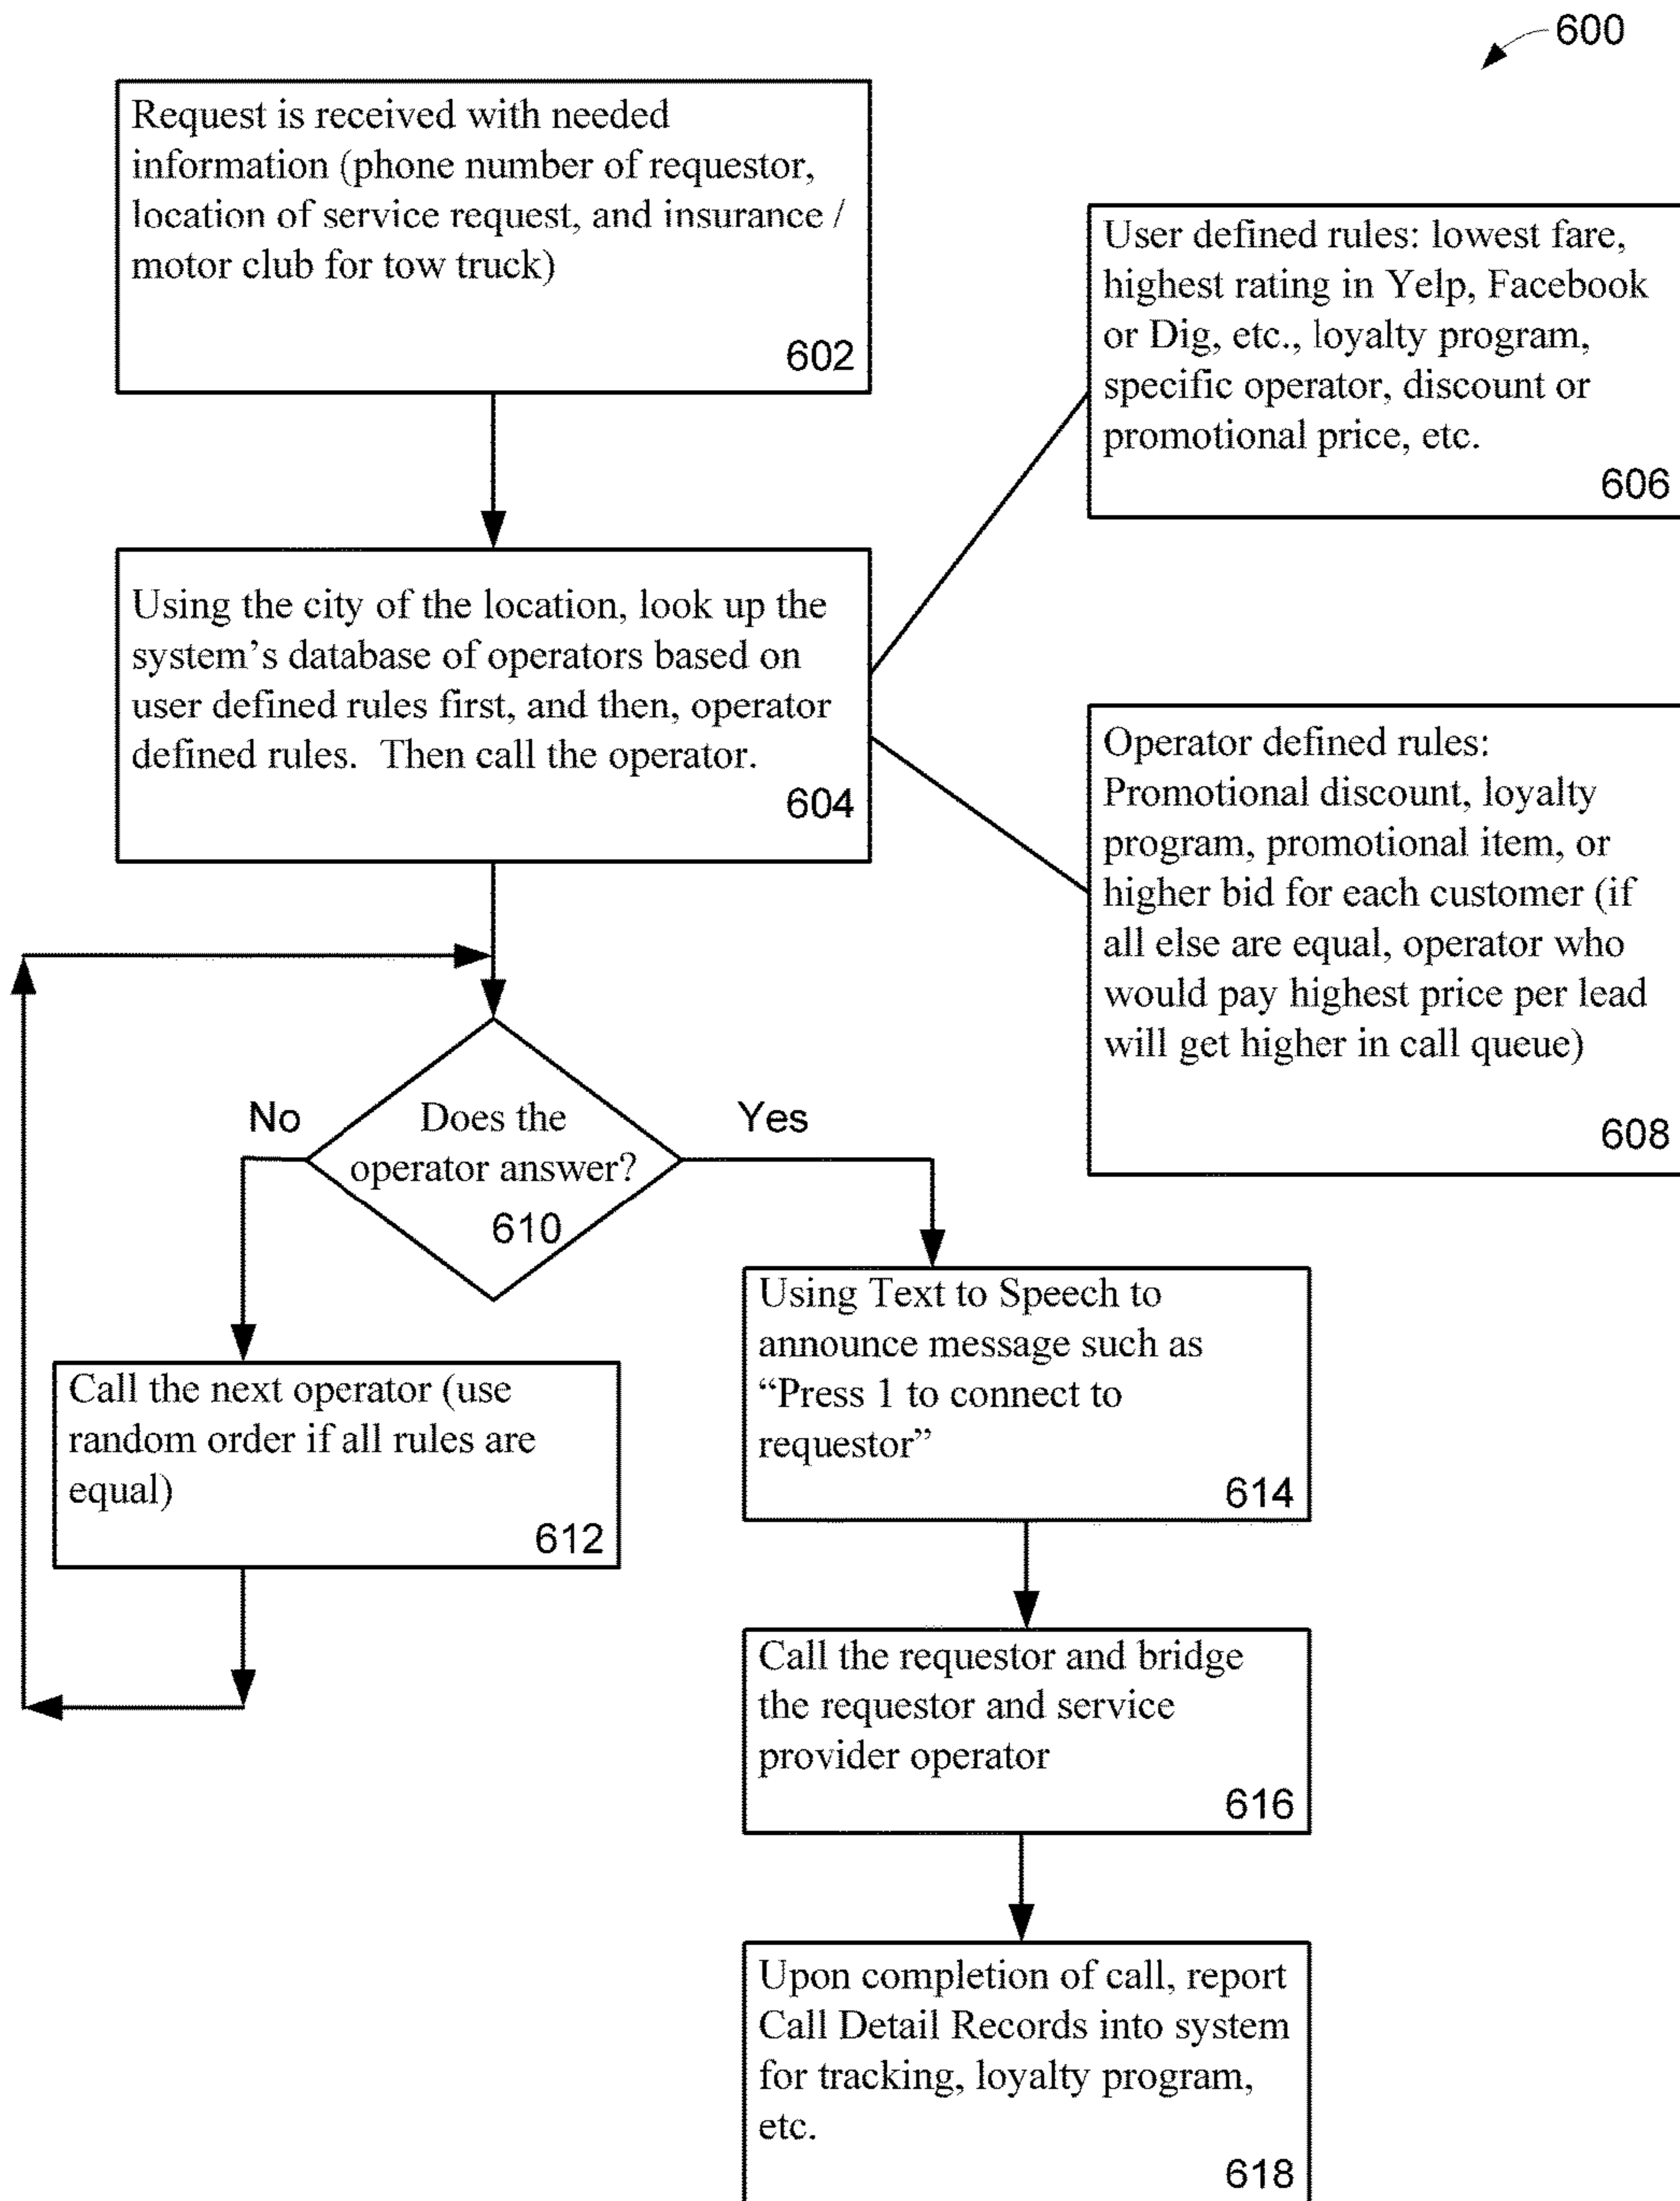 600
Request is received with needed
information (phone number of requestor,
location of service request, and insurance /
motor club for tow truck)
602
User defined rules: lowest fare,
highest rating in Yelp, Facebook
or Dig, etc., loyalty program,
specific operator, discount or
promotional price, etc.
606
Using the city of the location, look up the
system’s database of operators based on
user defined rules first, and then, operator
defined rules.  Then call the operator.
604
Operator defined rules:
Promotional discount, loyalty
program, promotional item, or
higher bid for each customer (if
all else are equal, operator who
would pay highest price per lead
will get higher in call queue)
608
No
Does the
operator answer?
610
Yes
Call the next operator (use
random order if all rules are
equal)
612
Using Text to Speech to
announce message such as
“Press 1 to connect to
requestor”
614
Call the requestor and bridge
the requestor and service
provider operator
616
Upon completion of call, report
Call Detail Records into system
for tracking, loyalty program,
etc.
618